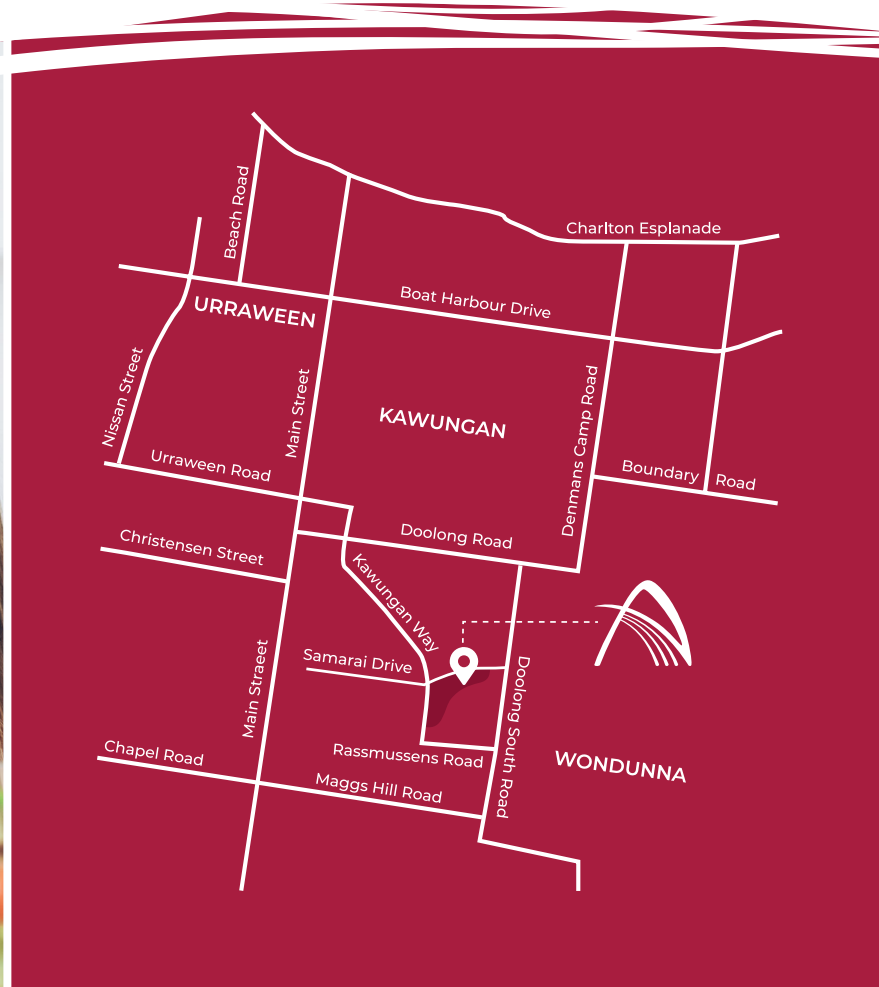 Beach Road
Charlton Esplanade
Boat Harbour Drive
URRAWEEN
Nissan Street
Main Street
KAWUNGAN
Denmans Camp Road
Urraween Road
Boundary Road
Doolong Road
Christensen Street
Kawungan Way
Samarai Drive
Main Straeet
Doolong South Road
Rassmussens Road
WONDUNNA
Chapel Road
Maggs Hill Road